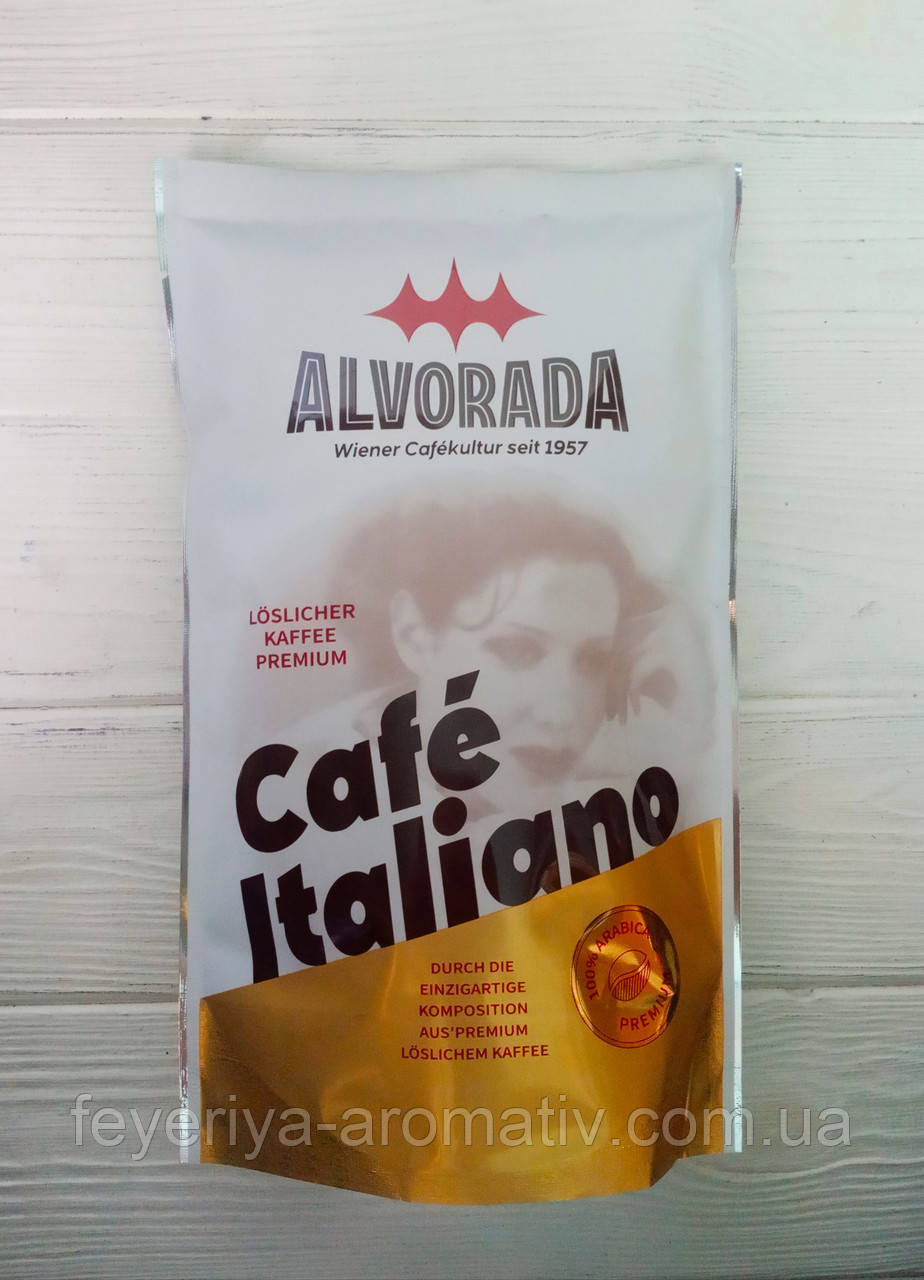 ALVORADA
Wiener Cafékultur seit 1957
LÖSLICHER
KAFFEE
PREMIUM
Café
Italiano
DURCH DIE
EINZIGARTIGE
KOMPOSITION
AUS'PREMIUM
LÖSLICHEM KAFFEE
100% ARABICA
PREMIUM
feyeriya-aromativ.com.ua